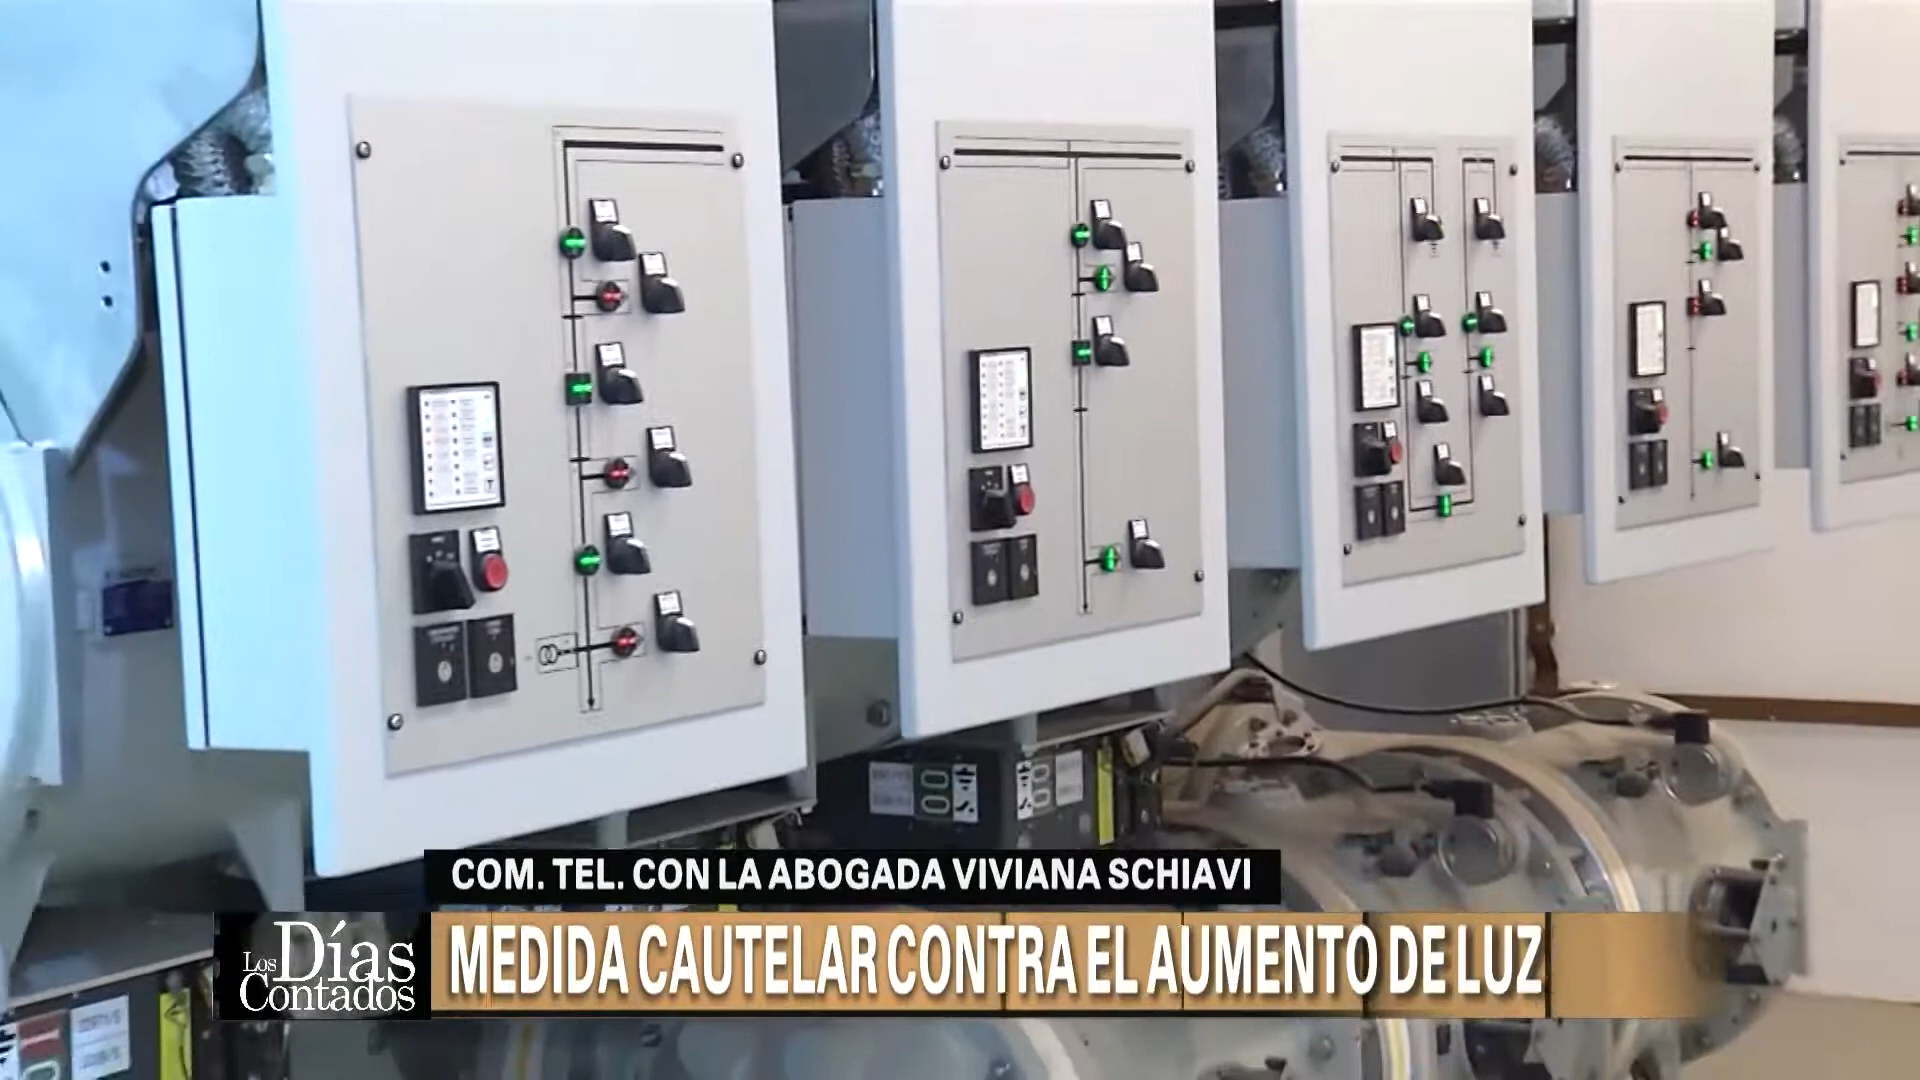 COM. TEL. CON LA ABOGADA VIVIANA SCHIAVI
Los Días
Contados
MEDIDA CAUTELAR CONTRA EL AUMENTO DE LUZ